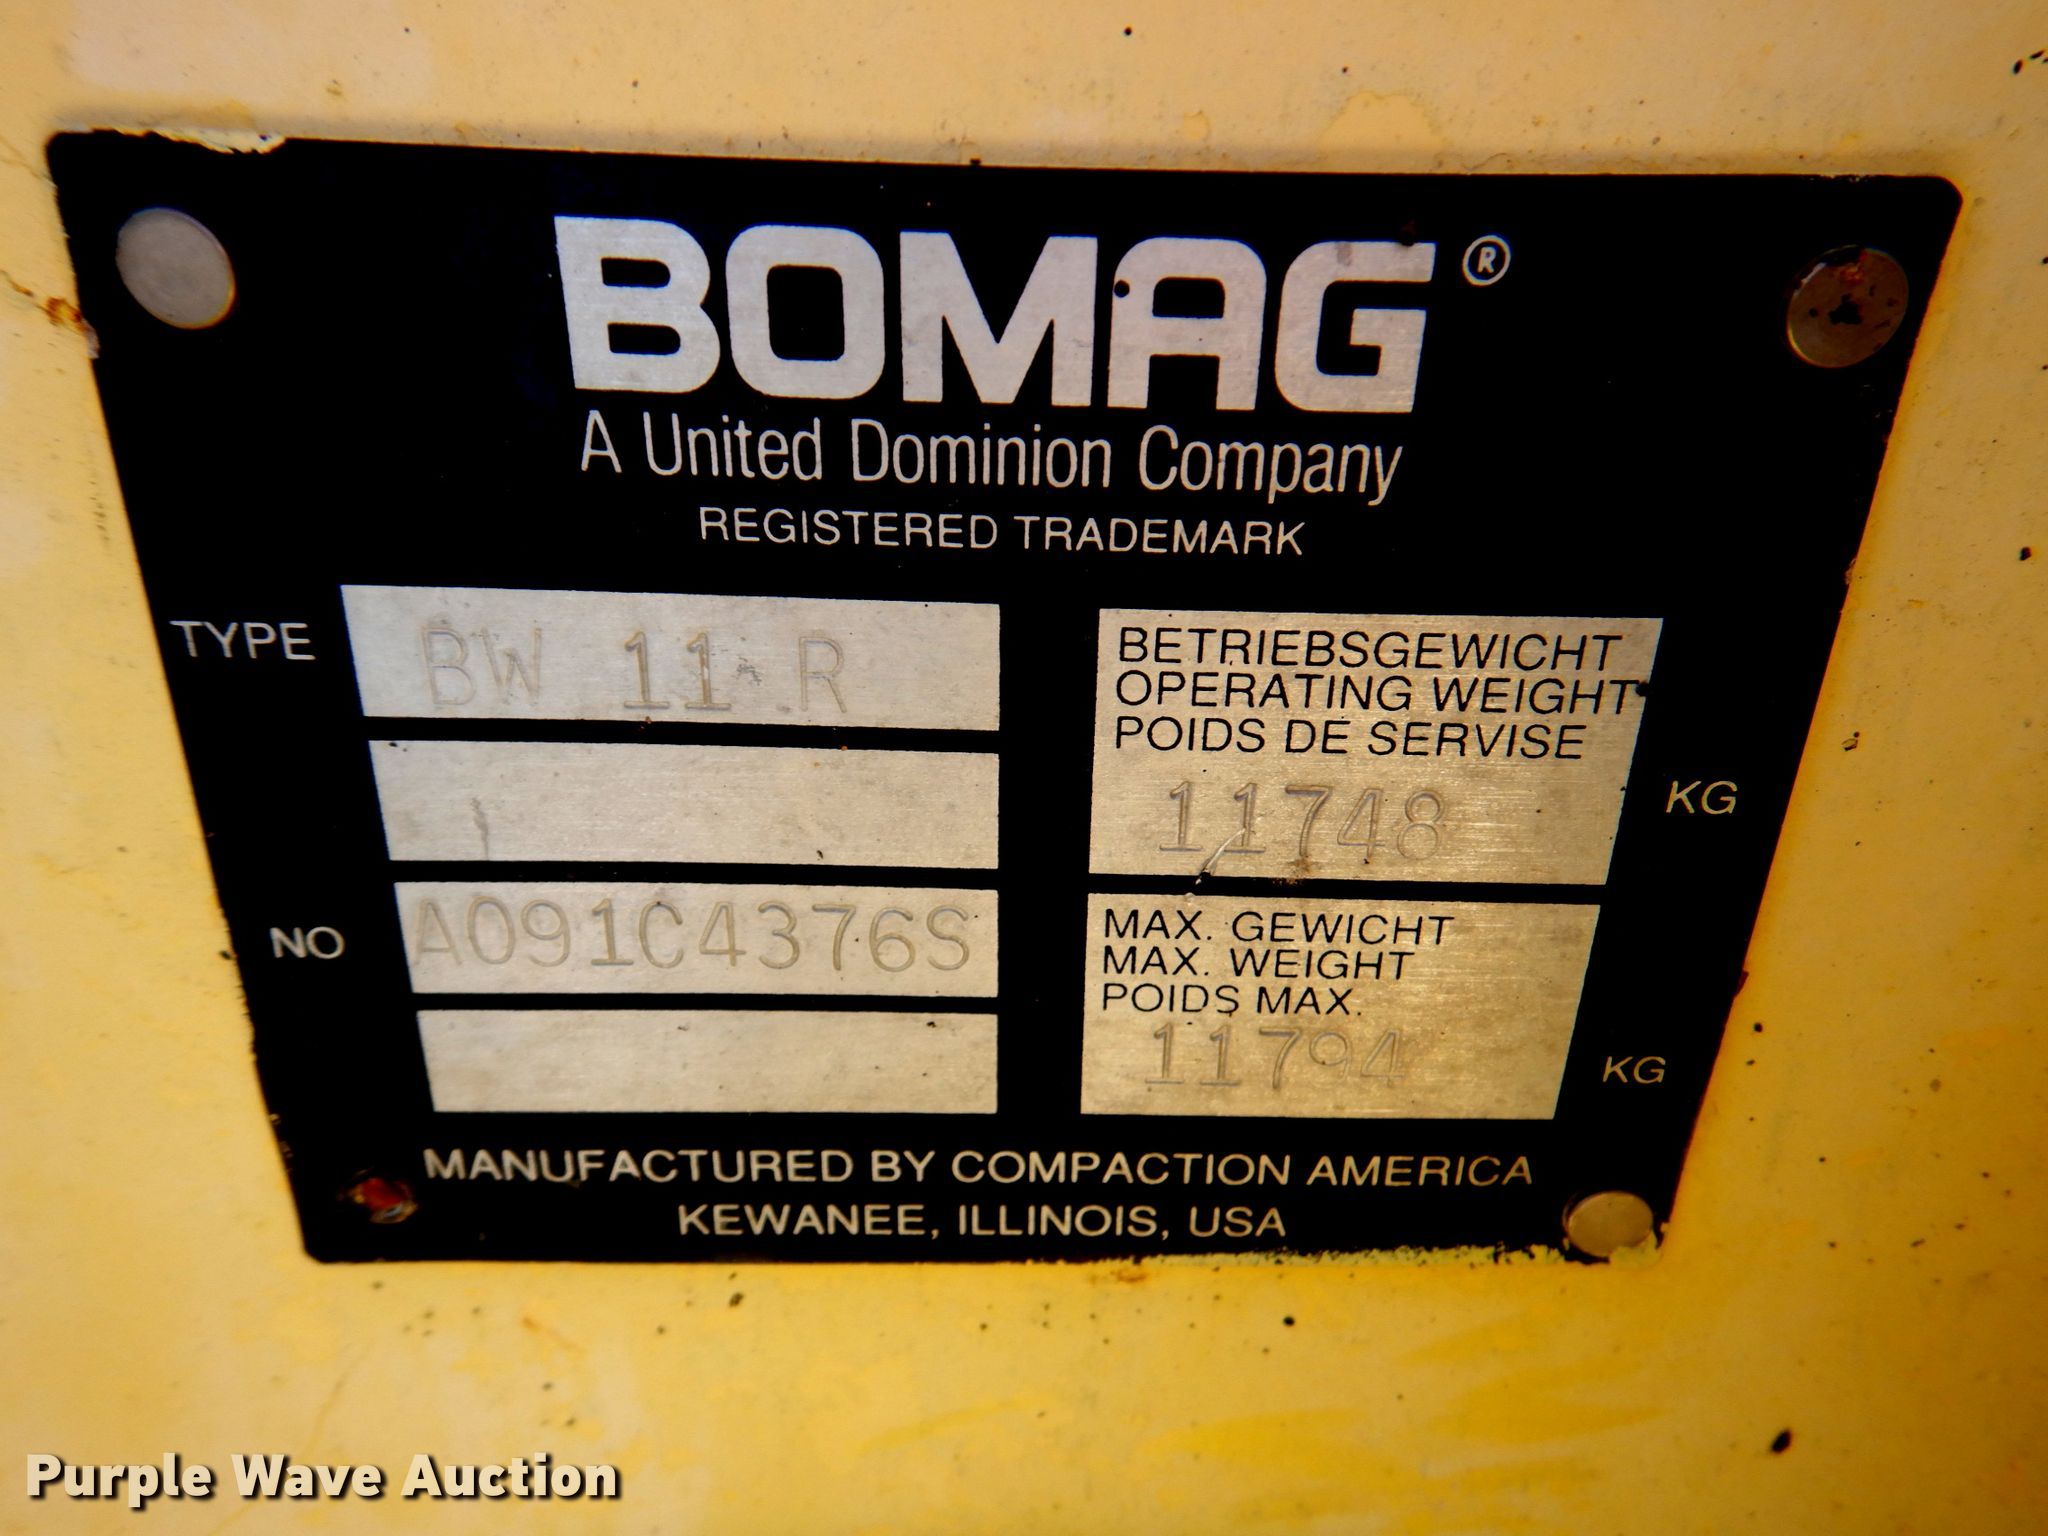 BOMAG®
A United Dominion Company
REGISTERED TRADEMARK
TYPE BW 11 R
BETRIEBSGEWICHT
OPERATING WEIGHT
POIDS DE SERVISE
11748 KG
NO A091C4376S
MAX. GEWICHT
MAX. WEIGHT
POIDS MAX.
11794 KG
MANUFACTURED BY COMPACTION AMERICA
KEWANEE, ILLINOIS, USA
Purple Wave Auction